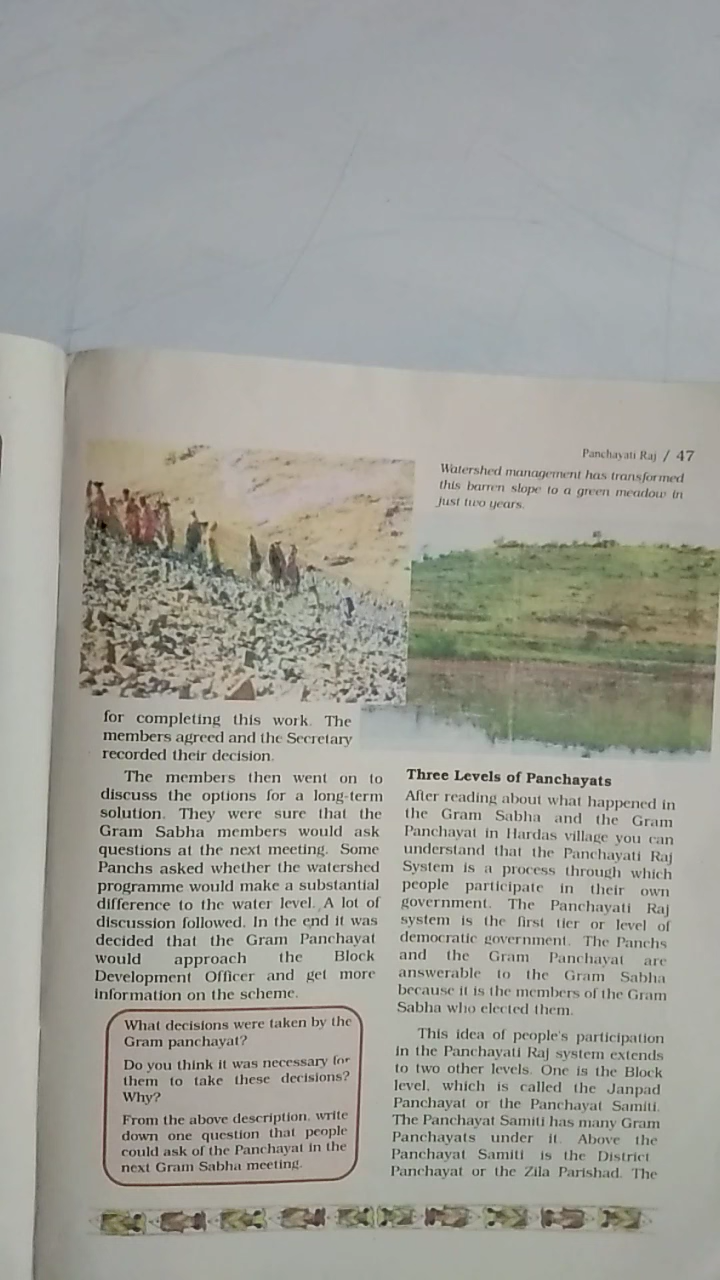 Panchayati Raj / 47
Watershed management has transformed
this barren slope to a green meadow in
just two years.
for completing this work. The
members agreed and the Secretary
recorded their decision.
The members then went on to
discuss the options for a long-term
solution. They were sure that the
Gram Sabha members would ask
questions at the next meeting. Some
Panchs asked whether the watershed
programme would make a substantial
difference to the water level. A lot of
discussion followed. In the end it was
decided that the Gram Panchayat
would approach the Block
Development Officer and get more
information on the scheme.
What decisions were taken by the
Gram panchayat?
Do you think it was necessary for
them to take these decisions?
Why?
From the above description, write
down one question that people
could ask of the Panchayat in the
next Gram Sabha meeting.
Three Levels of Panchayats
After reading about what happened in
the Gram Sabha and the Gram
Panchayat in Hardas village you can
understand that the Panchayati Raj
System is a process through which
people participate in their own
government. The Panchayati Raj
system is the first tier or level of
democratic government. The Panchs
and the Gram Panchayat are
answerable to the Gram Sabha
because it is the members of the Gram
Sabha who elected them.
This idea of people's participation
in the Panchayati Raj system extends
to two other levels. One is the Block
level, which is called the Janpad
Panchayat or the Panchayat Samiti.
The Panchayat Samiti has many Gram
Panchayats under it. Above the
Panchayat Samiti is the District
Panchayat or the Zila Parishad. The